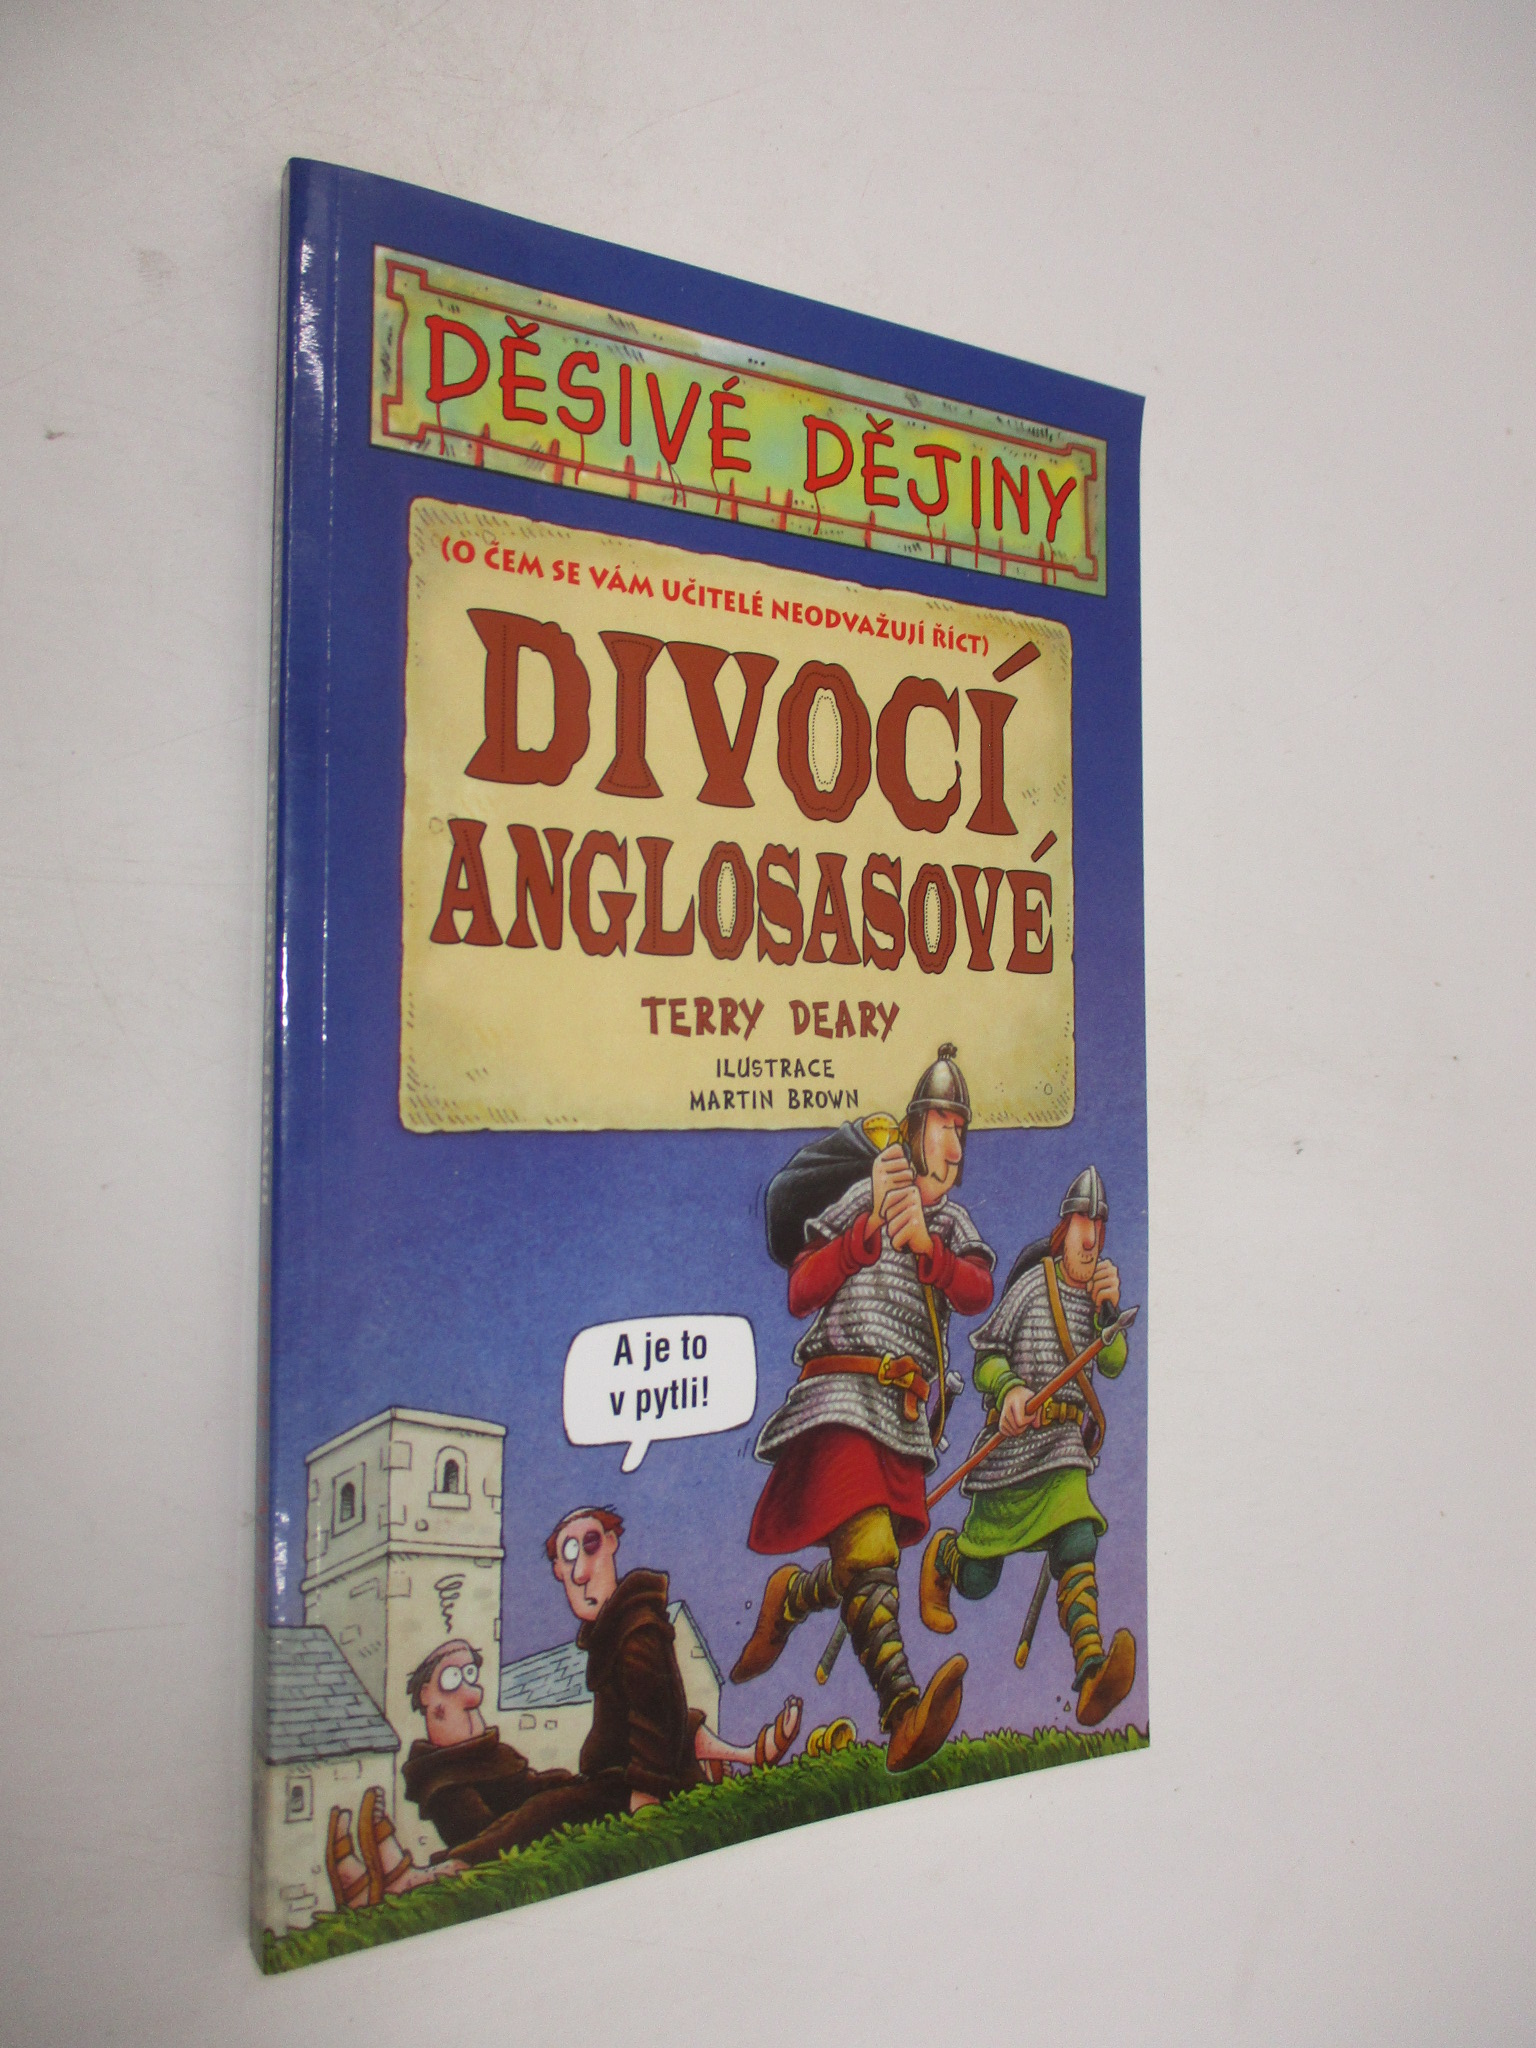 DĚSIVÉ DĚJINY
(O ČEM SE VÁM UČITELÉ NEODVAŽUJÍ ŘÍCT)
DIVOCÍ
ANGLOSASOVÉ
TERRY DEARY
ILUSTRACE
MARTIN BROWN
A je to
v pytli!